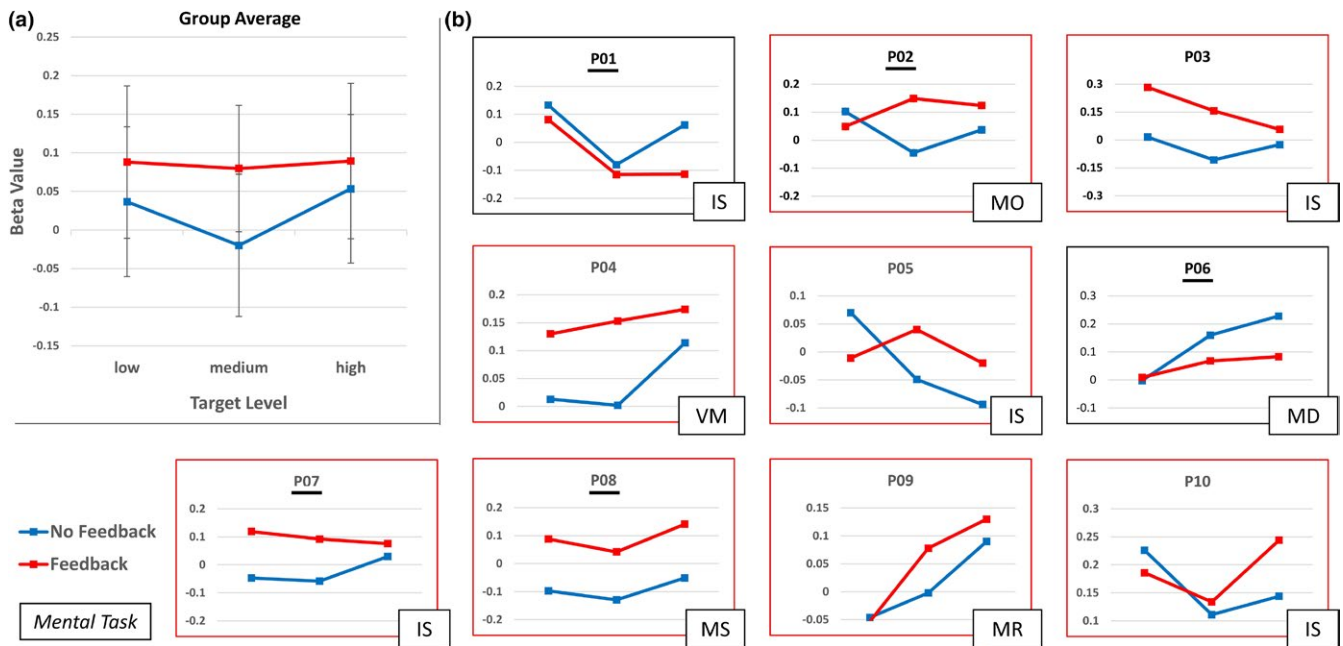 (a)
Group Average
0.25
0.2
0.15
0.1
0.05
0
-0.05
-0.1
-0.15
Beta Value
low medium high
Target Level
(b)
P01
0.2
0.1
0
-0.1
-0.2
IS
P02
0.2
0.1
0
-0.1
-0.2
MO
P03
0.3
0.15
0
-0.15
-0.3
IS
P04
0.2
0.15
0.1
0.05
0
VM
P05
0.1
0.05
0
-0.05
-0.1
IS
P06
0.3
0.2
0.1
0
-0.1
MD
No Feedback
Feedback
Mental Task
P07
0.2
0.1
0
-0.1
-0.2
IS
P08
0.2
0.1
0
-0.1
-0.2
MS
P09
0.15
0.1
0.05
0
-0.05
MR
P10
0.3
0.25
0.2
0.15
0.1
IS